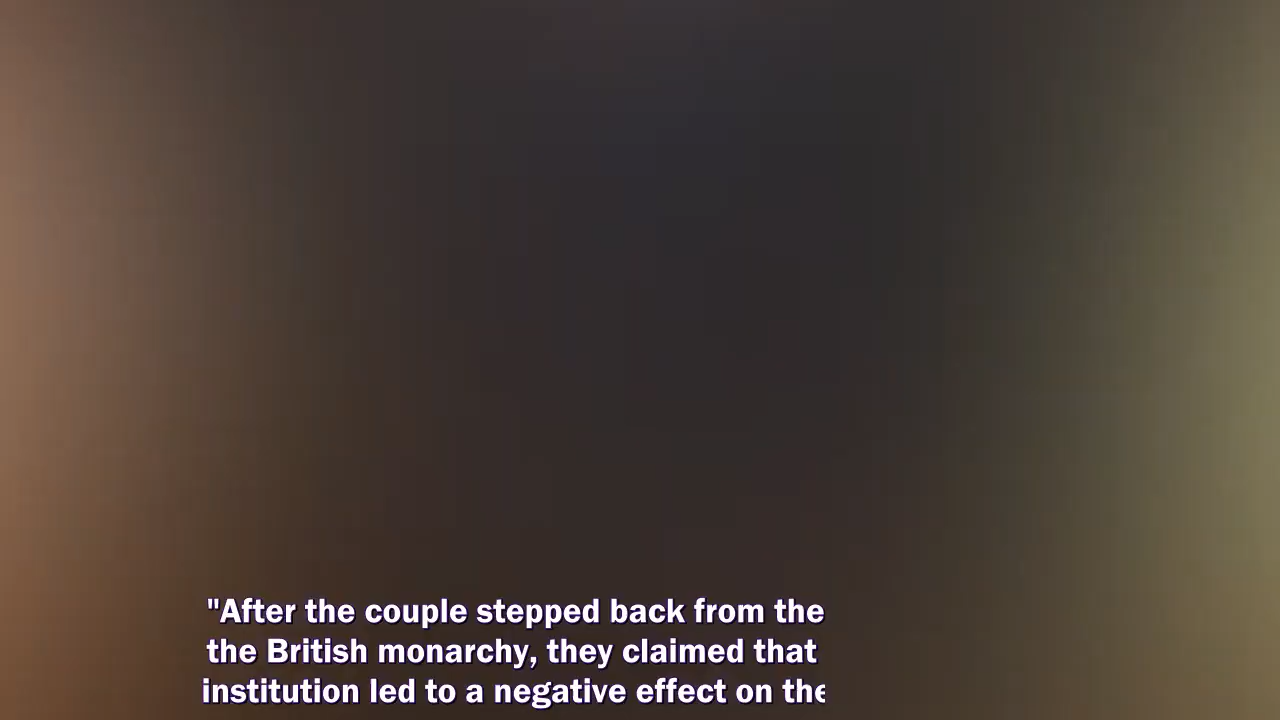 "After the couple stepped back from the
the British monarchy, they claimed that
institution led to a negative effect on the